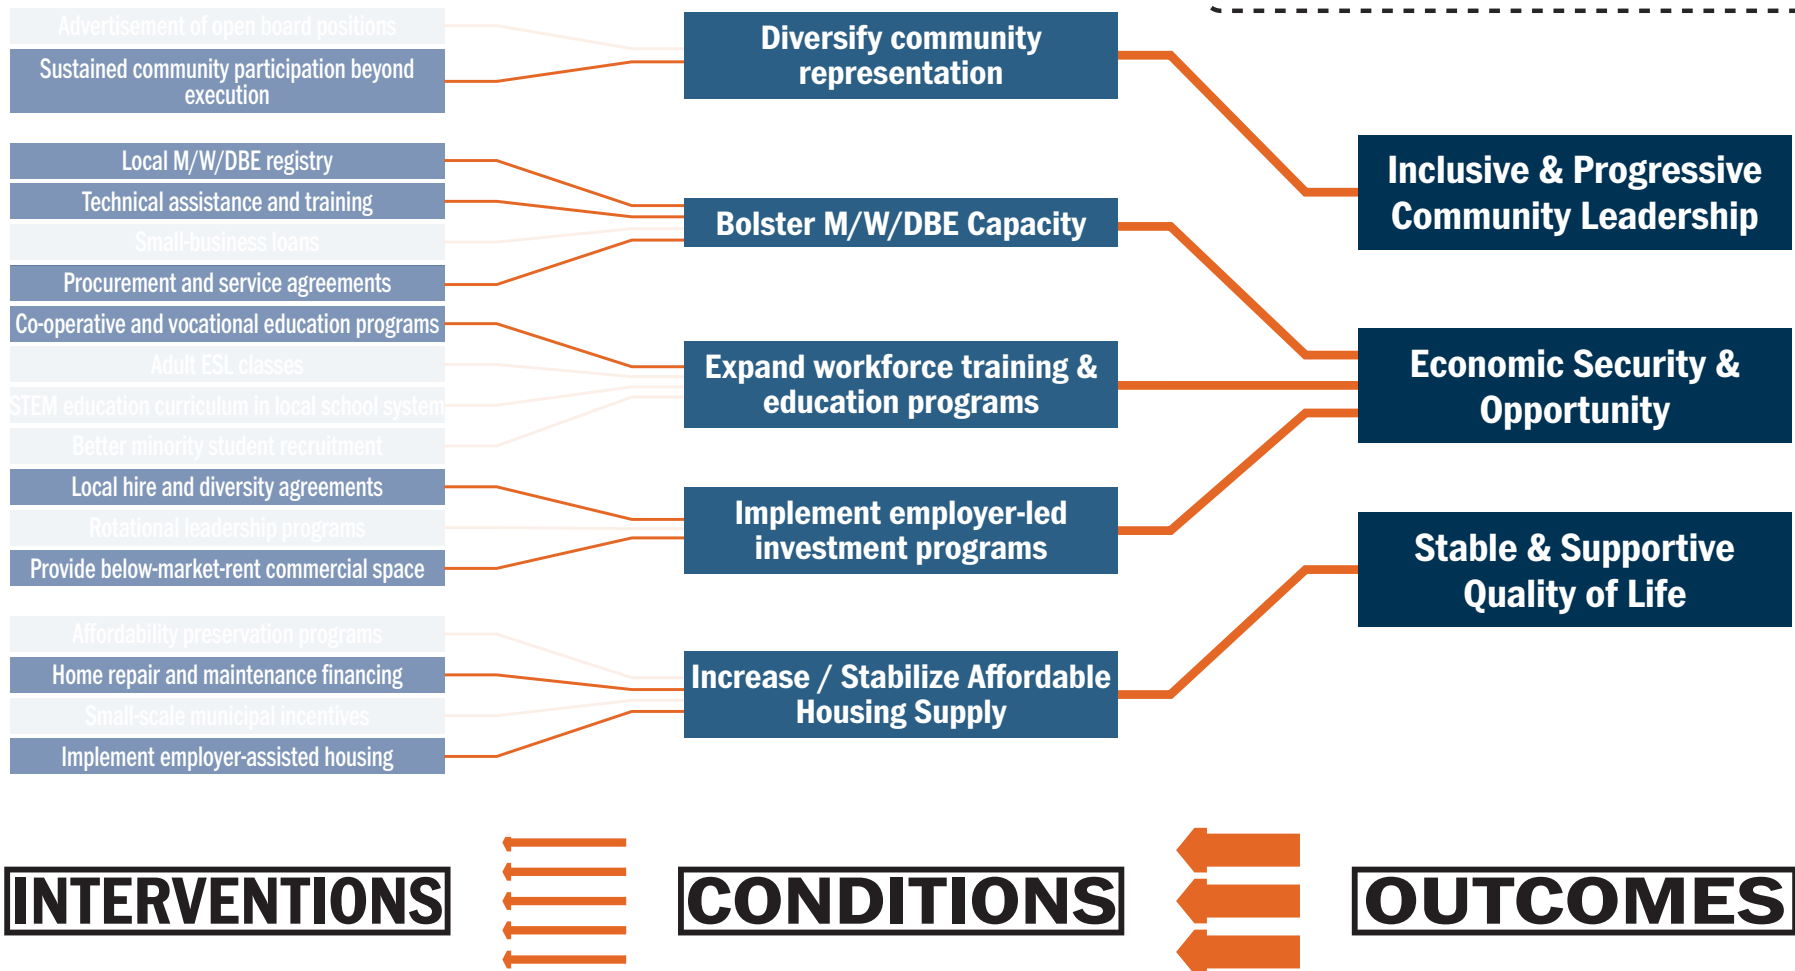 Advertisement of open board positions
Sustained community participation beyond
execution
Local M/W/DBE registry
Technical assistance and training
Small-business loans
Procurement and service agreements
Co-operative and vocational education programs
Adult ESL classes
STEM education curriculum in local school system
Better minority student recruitment
Local hire and diversity agreements
Rotational leadership programs
Provide below-market-rent commercial space
Affordability preservation programs
Home repair and maintenance financing
Small-scale municipal incentives
Implement employer-assisted housing
Diversify community
representation
Bolster M/W/DBE Capacity
Expand workforce training &
education programs
Implement employer-led
investment programs
Increase / Stabilize Affordable
Housing Supply
Inclusive & Progressive
Community Leadership
Economic Security &
Opportunity
Stable & Supportive
Quality of Life
INTERVENTIONS
CONDITIONS
OUTCOMES